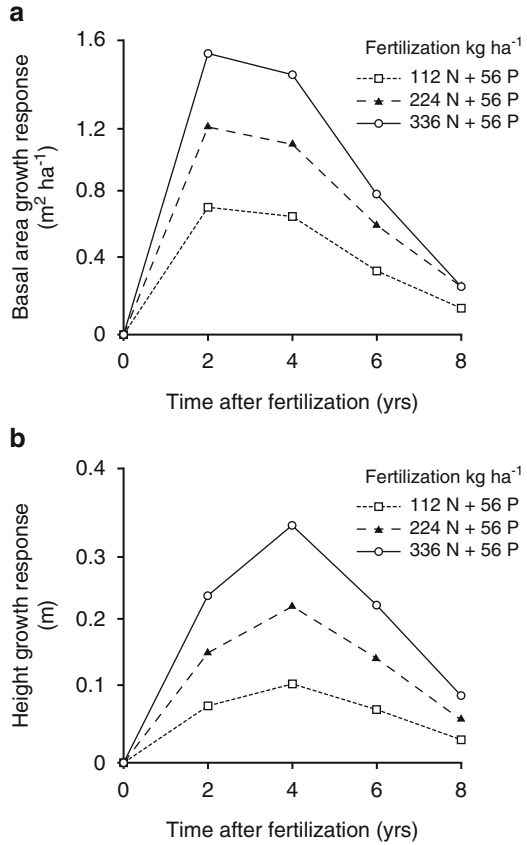 a
1.6
1.2
0.8
0.4
0
Basal area growth response
(m² ha⁻¹)
Fertilization kg ha⁻¹
112 N + 56 P
224 N + 56 P
336 N + 56 P
0 2 4 6 8
Time after fertilization (yrs)
b
0.4
0.3
0.2
0.1
0
Height growth response
(m)
Fertilization kg ha⁻¹
112 N + 56 P
224 N + 56 P
336 N + 56 P
0 2 4 6 8
Time after fertilization (yrs)